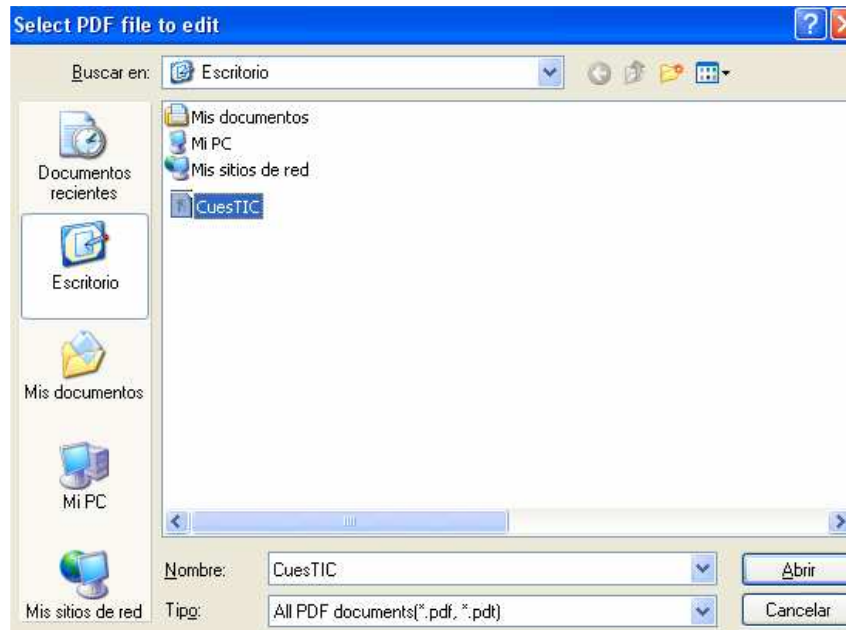 Select PDF file to edit
Buscar en: Escritorio
Documentos
recientes
Escritorio
Mis documentos
Mi PC
Mis sitios de red
Mis documentos
Mi PC
Mis sitios de red
CuesTIC
Nombre: CuesTIC Abrir
Tipo: All PDF documents(*.pdf, *.pdt) Cancelar